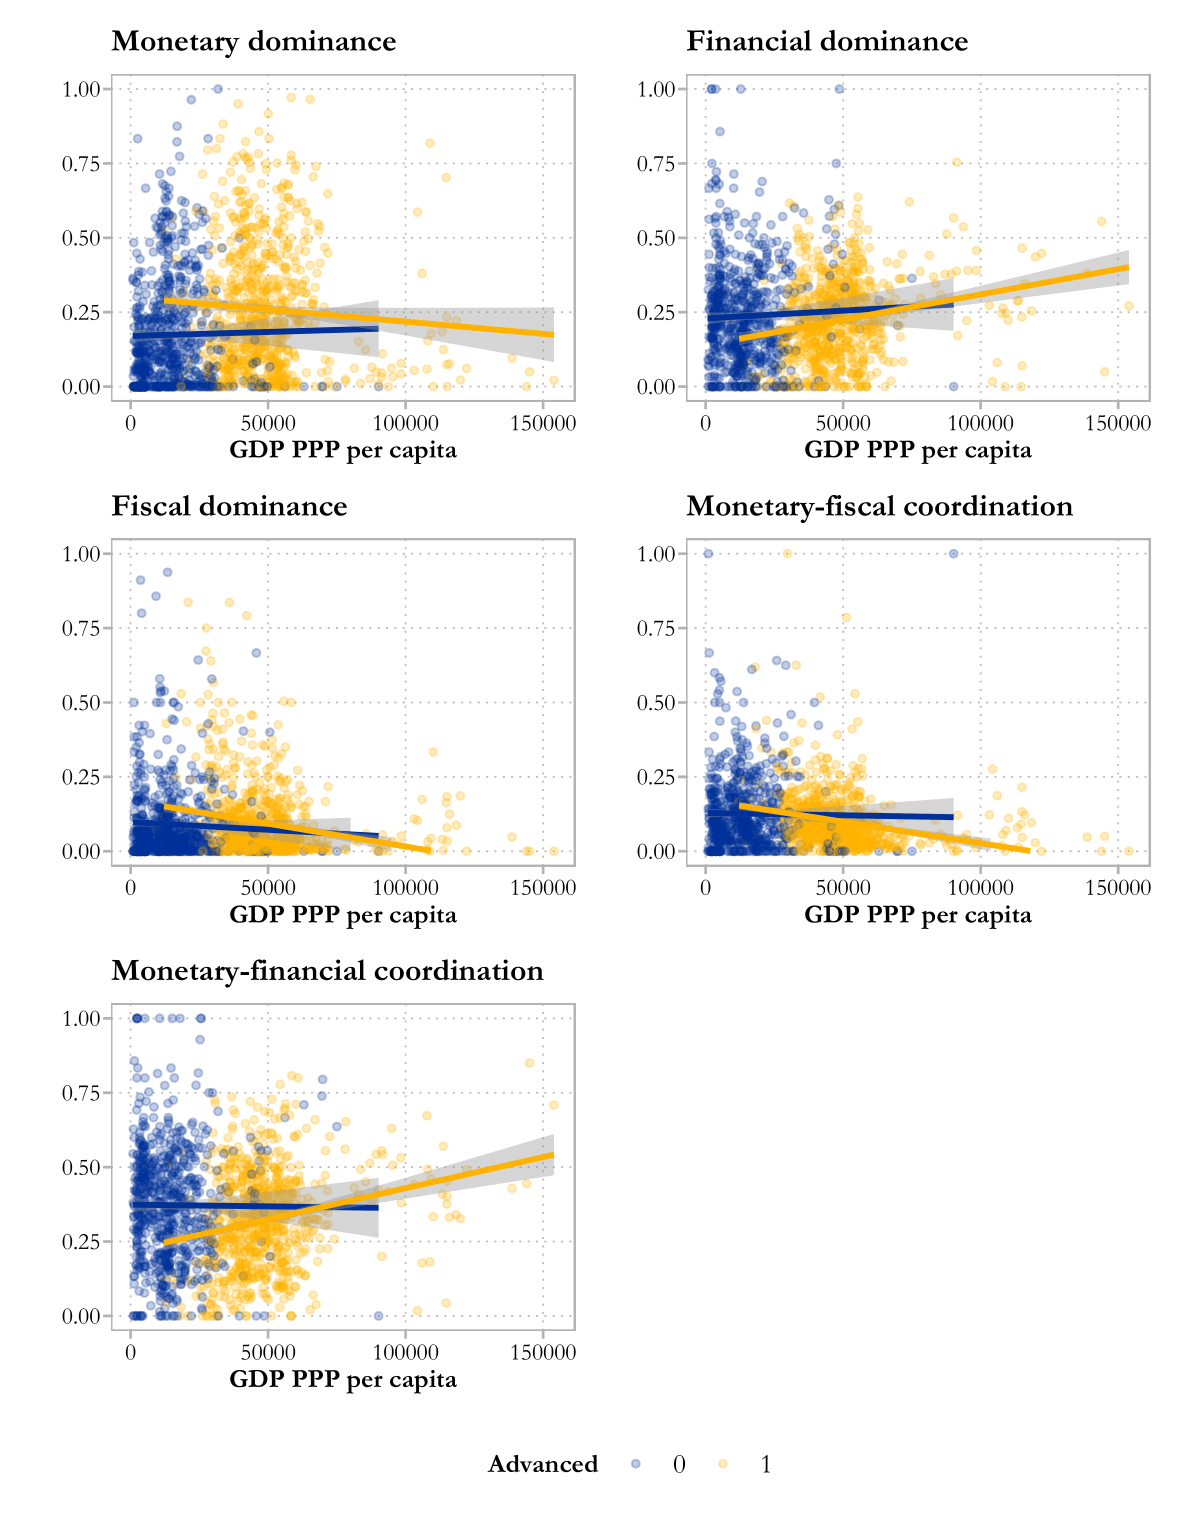 Monetary dominance
1.00
0.75
0.50
0.25
0.00
0 50000 100000 150000
GDP PPP per capita
Financial dominance
1.00
0.75
0.50
0.25
0.00
0 50000 100000 150000
GDP PPP per capita
Fiscal dominance
1.00
0.75
0.50
0.25
0.00
0 50000 100000 150000
GDP PPP per capita
Monetary-fiscal coordination
1.00
0.75
0.50
0.25
0.00
0 50000 100000 150000
GDP PPP per capita
Monetary-financial coordination
1.00
0.75
0.50
0.25
0.00
0 50000 100000 150000
GDP PPP per capita
Advanced 0 1